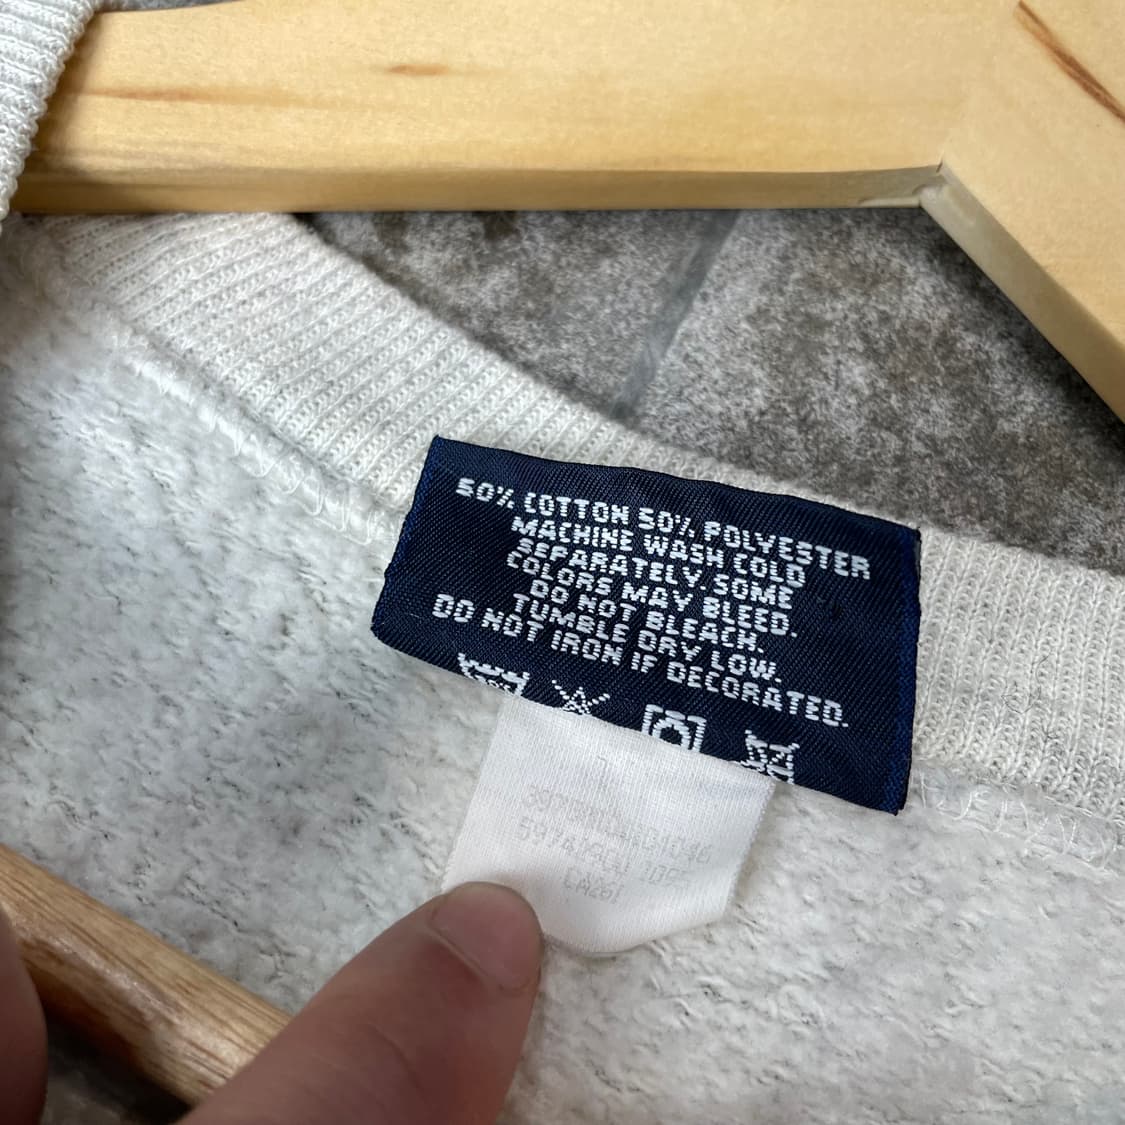 50% COTTON 50% POLYESTER
MACHINE WASH COLD
SEPARATELY, SOME
COLORS MAY BLEED.
DO NOT BLEACH.
TUMBLE DRY LOW.
DO NOT IRON IF DECORATED.
CA261